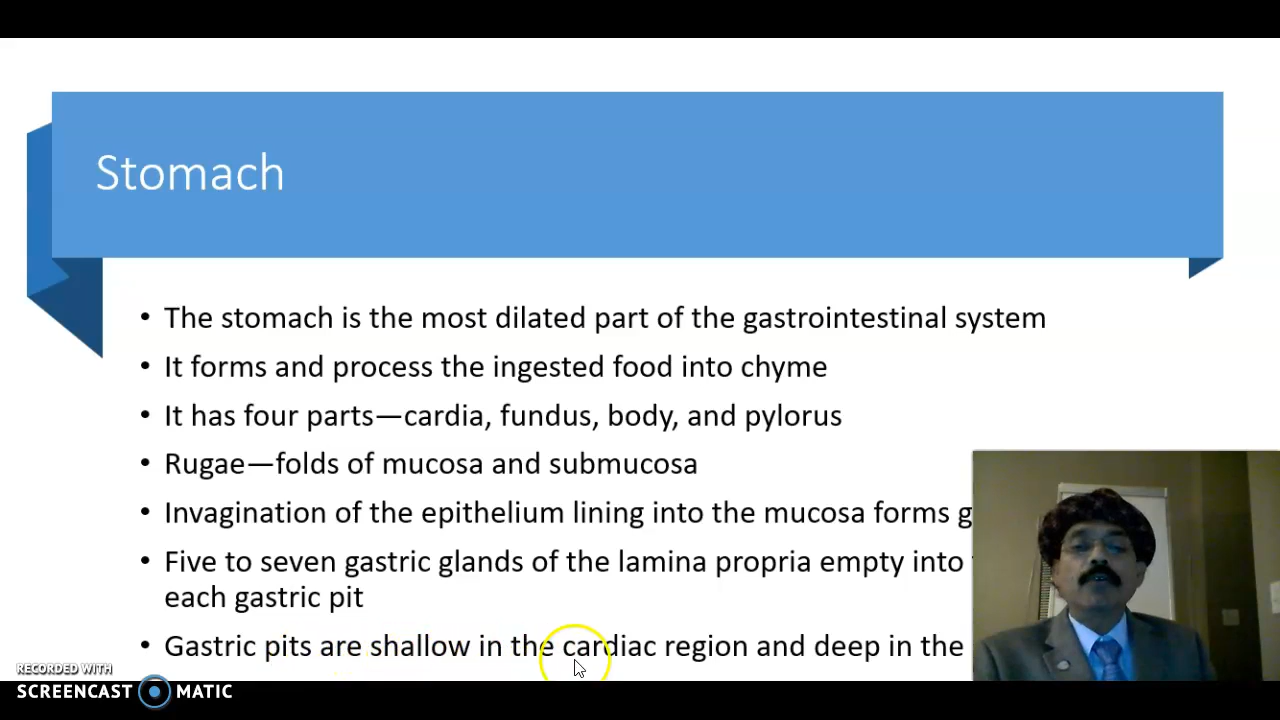 Stomach
• The stomach is the most dilated part of the gastrointestinal system
• It forms and process the ingested food into chyme
• It has four parts—cardia, fundus, body, and pylorus
• Rugae—folds of mucosa and submucosa
• Invagination of the epithelium lining into the mucosa forms
• Five to seven gastric glands of the lamina propria empty into
each gastric pit
• Gastric pits are shallow in the cardiac region and deep in the
RECORDED WITH
SCREENCAST MATIC